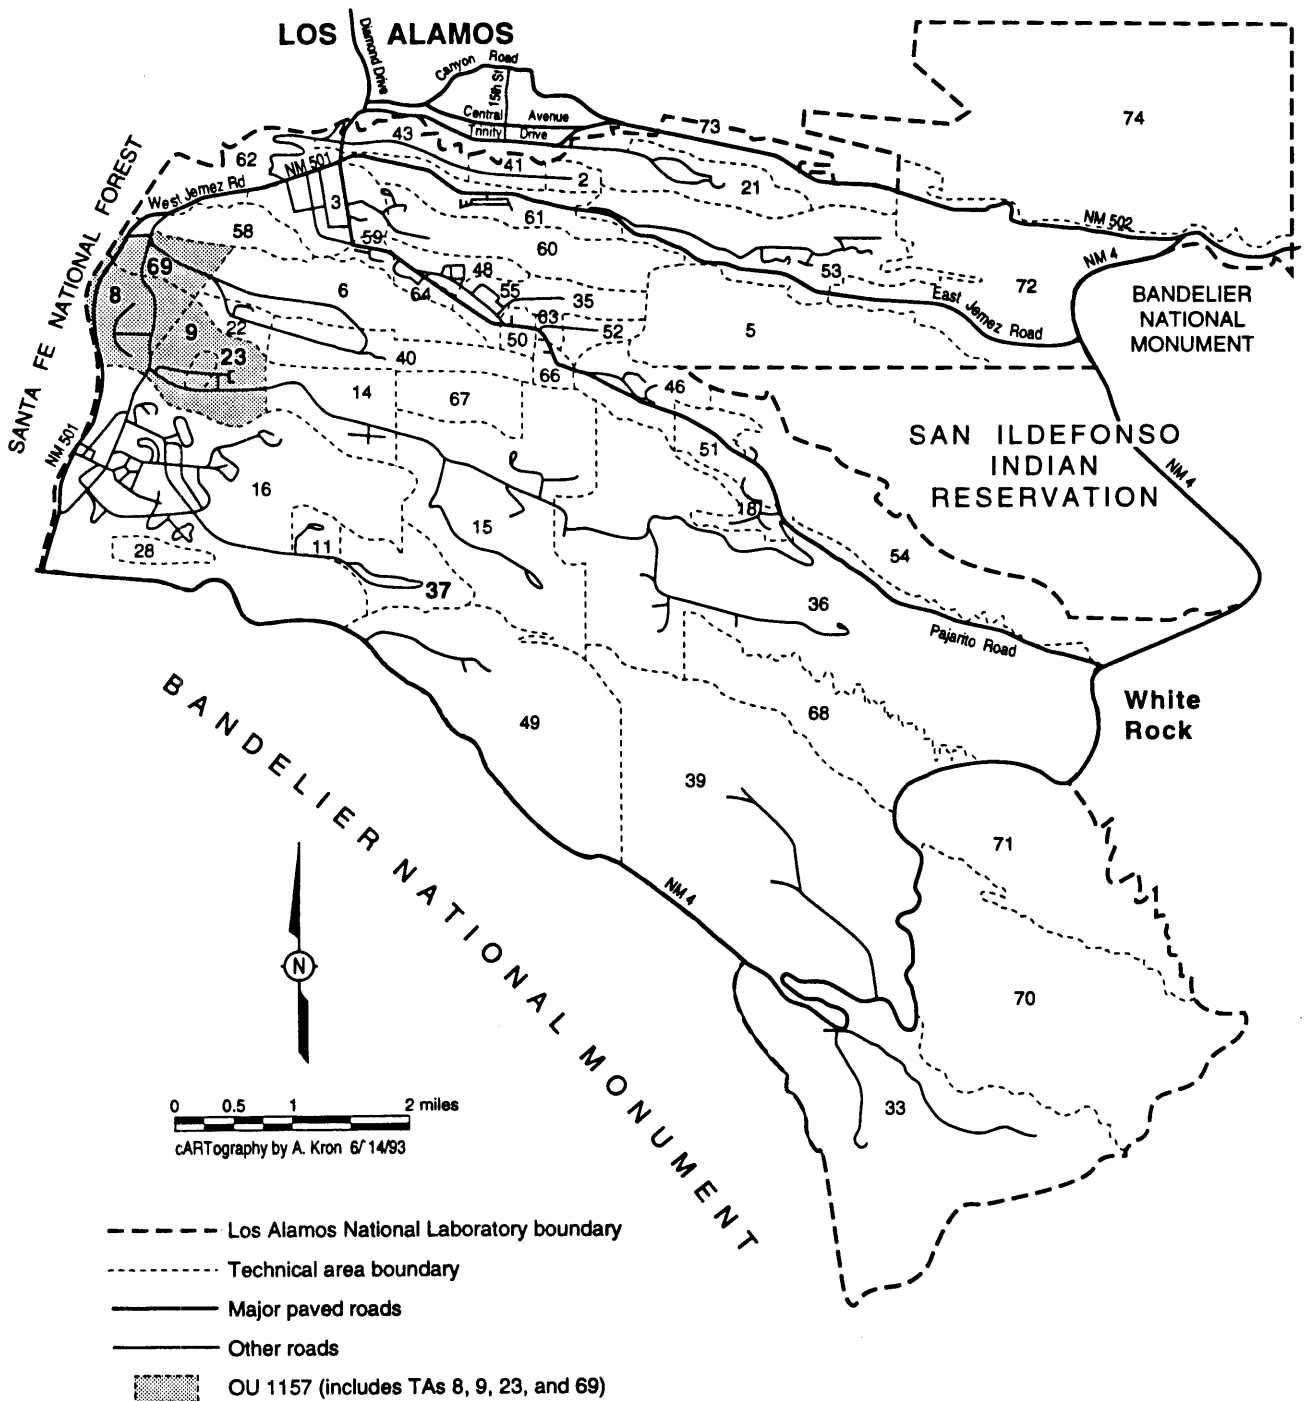 LOS ALAMOS
Diamond Drive
Canyon Road
15th St
Central Avenue
Trinity Drive
73
74
43
62
NM 501
41
2
21
West Jemez Rd
3
SANTA FE NATIONAL FOREST
58
59
61
60
NM 502
NM 4
69
8
6
64
48
55
35
53
72
BANDELIER
NATIONAL
MONUMENT
East Jemez Road
9
22
63
50
52
5
23
40
66
14
67
46
SAN ILDEFONSO
INDIAN
RESERVATION
NM 4
NM 501
16
51
18
15
28
11
54
37
36
Pajarito Road
White
Rock
BANDELIER NATIONAL MONUMENT
49
68
39
71
NM 4
70
33
N
0 0.5 1 2 miles
cARTography by A. Kron 6/14/93
Los Alamos National Laboratory boundary
Technical area boundary
Major paved roads
Other roads
OU 1157 (includes TAs 8, 9, 23, and 69)